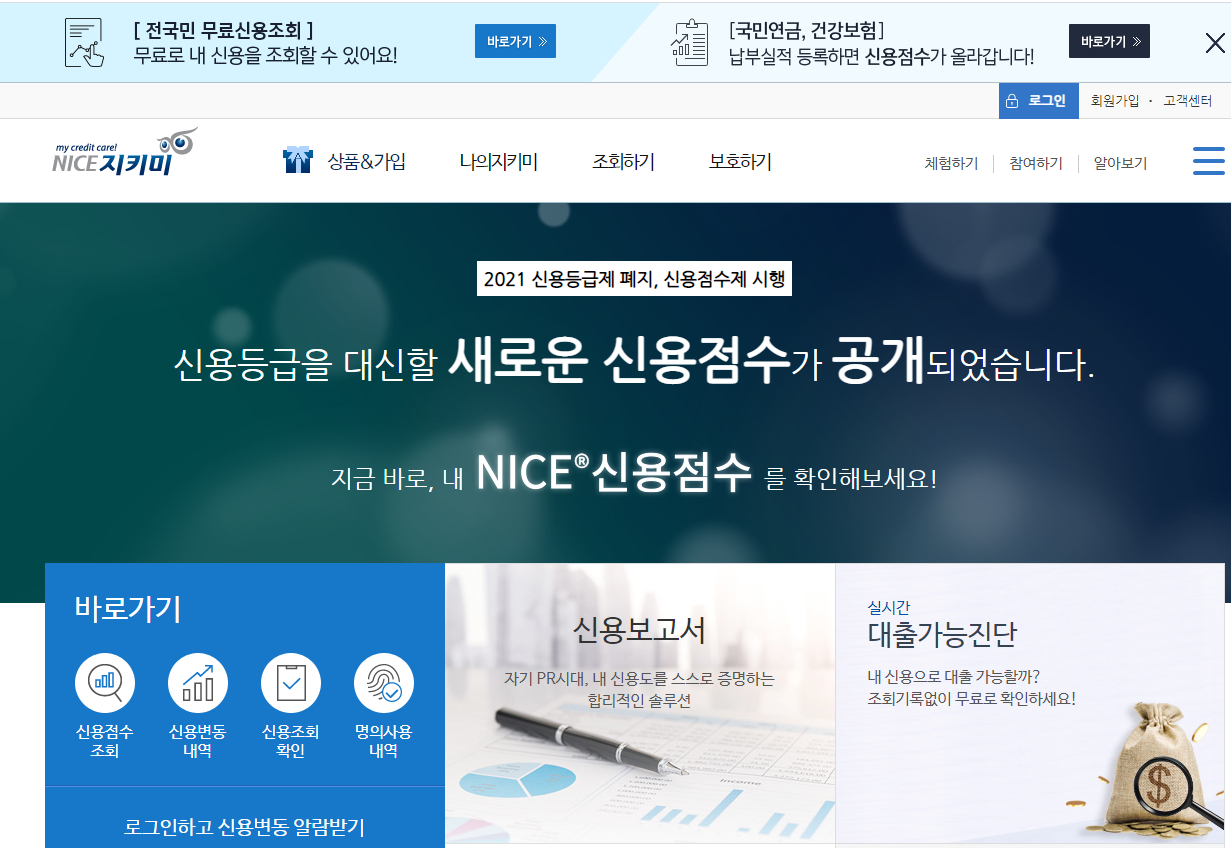 [ 전국민 무료신용조회 ]
무료로 내 신용을 조회할 수 있어요!
바로가기 »
[국민연금, 건강보험]
납부실적 등록하면 신용점수가 올라갑니다!
바로가기 »
로그인 회원가입 · 고객센터
my credit care!
NICE지키미
상품&가입 나의지키미 조회하기 보호하기 체험하기 참여하기 알아보기
2021 신용등급제 폐지, 신용점수제 시행
신용등급을 대신할 새로운 신용점수가 공개되었습니다.
지금 바로, 내 NICE®신용점수 를 확인해보세요!
바로가기
신용점수
조회
신용변동
내역
신용조회
확인
명의사용
내역
로그인하고 신용변동 알람받기
신용보고서
자기 PR시대, 내 신용도를 스스로 증명하는
합리적인 솔루션
실시간
대출가능진단
내 신용으로 대출 가능할까?
조회기록없이 무료로 확인하세요!
$